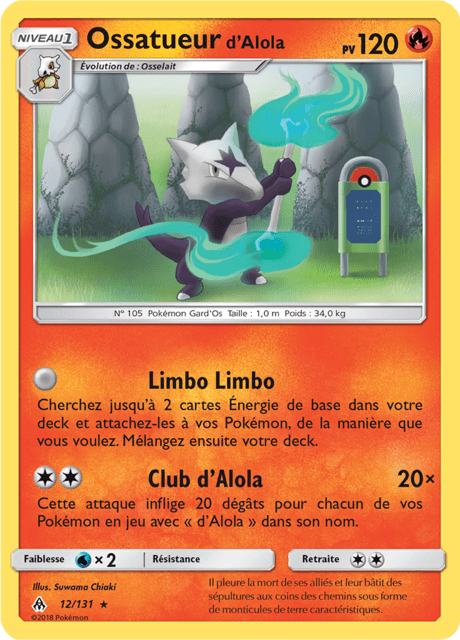 NIVEAU 1
Ossatueur d'Alola
PV 120
Évolution de : Osselait
N° 105 Pokémon Gard'Os Taille : 1,0 m Poids : 34,0 kg
Limbo Limbo
Cherchez jusqu'à 2 cartes Énergie de base dans votre
deck et attachez-les à vos Pokémon, de la manière que
vous voulez. Mélangez ensuite votre deck.
Club d'Alola 20×
Cette attaque inflige 20 dégâts pour chacun de vos
Pokémon en jeu avec « d'Alola » dans son nom.
Faiblesse ×2 Résistance Retraite
Illus. Suwama Chiaki
12/131 ★
©2018 Pokémon
Il pleure la mort de ses alliés et leur bâtit des
sépultures aux coins des chemins sous forme
de monticules de terre caractéristiques.